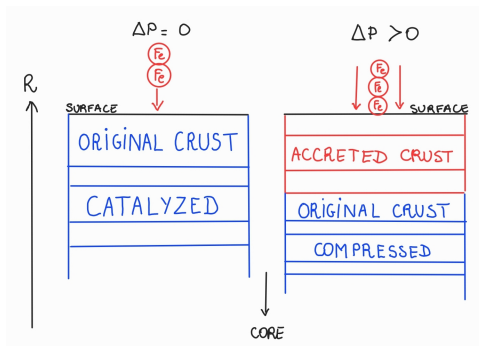 ΔP = 0
Fe
Fe
R
SURFACE
ORIGINAL CRUST
CATALYZED
ΔP > 0
Fe
Fe
Fe
SURFACE
ACCRETED CRUST
ORIGINAL CRUST
COMPRESSED
CORE